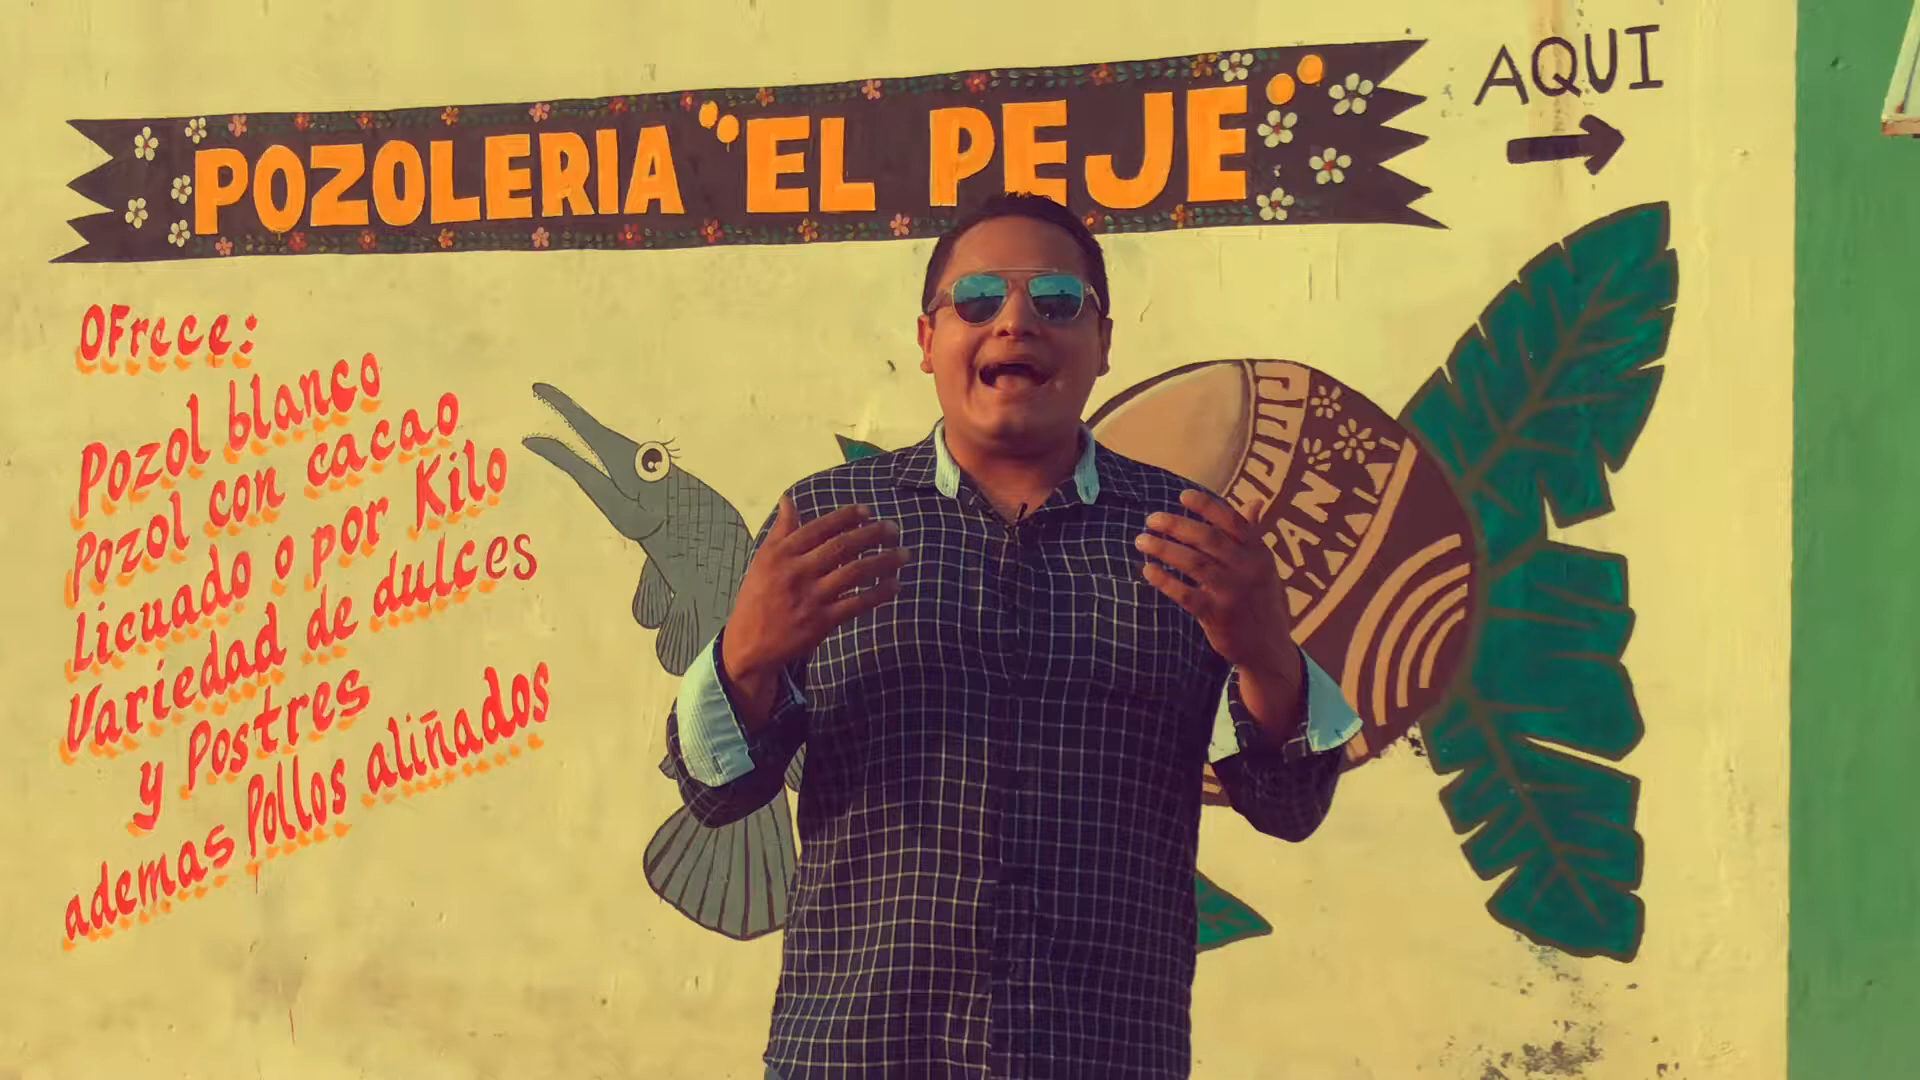 POZOLERIA "EL PEJE"
AQUI
OFrece:
Pozol blanco
Pozol con cacao
Licuado o por Kilo
Variedad de dulces
y Postres
ademas Pollos aliñados